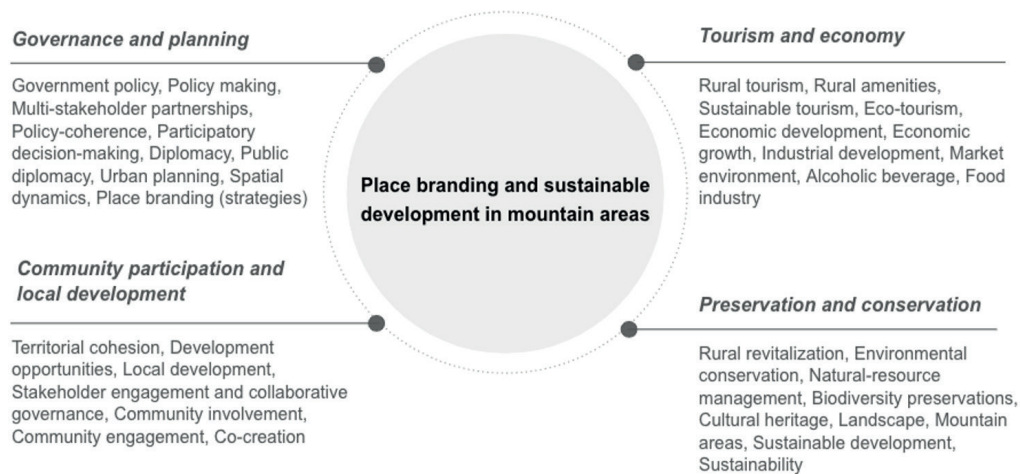 Governance and planning
Government policy, Policy making,
Multi-stakeholder partnerships,
Policy-coherence, Participatory
decision-making, Diplomacy, Public
diplomacy, Urban planning, Spatial
dynamics, Place branding (strategies)
Community participation and
local development
Territorial cohesion, Development
opportunities, Local development,
Stakeholder engagement and collaborative
governance, Community involvement,
Community engagement, Co-creation
Place branding and sustainable
development in mountain areas
Tourism and economy
Rural tourism, Rural amenities,
Sustainable tourism, Eco-tourism,
Economic development, Economic
growth, Industrial development, Market
environment, Alcoholic beverage, Food
industry
Preservation and conservation
Rural revitalization, Environmental
conservation, Natural-resource
management, Biodiversity preservations,
Cultural heritage, Landscape, Mountain
areas, Sustainable development,
Sustainability